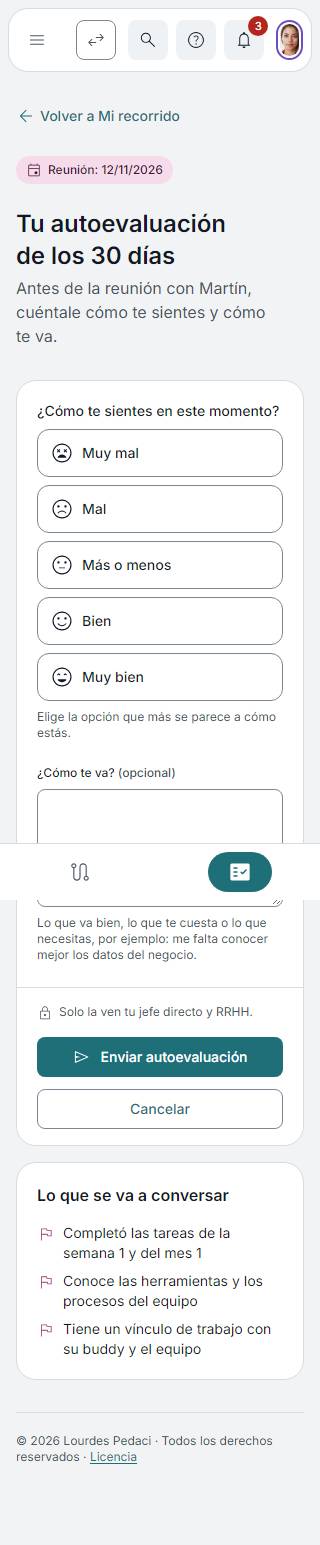 3
Volver a Mi recorrido
Reunión: 12/11/2026
Tu autoevaluación
de los 30 días
Antes de la reunión con Martín,
cuéntale cómo te sientes y cómo
te va.
¿Cómo te sientes en este momento?
Muy mal
Mal
Más o menos
Bien
Muy bien
Elige la opción que más se parece a cómo
estás.
¿Cómo te va? (opcional)
Lo que va bien, lo que te cuesta o lo que
necesitas, por ejemplo: me falta conocer
mejor los datos del negocio.
Solo la ven tu jefe directo y RRHH.
Enviar autoevaluación
Cancelar
Lo que se va a conversar
Completó las tareas de la
semana 1 y del mes 1
Conoce las herramientas y los
procesos del equipo
Tiene un vínculo de trabajo con
su buddy y el equipo
© 2026 Lourdes Pedaci · Todos los derechos
reservados · Licencia